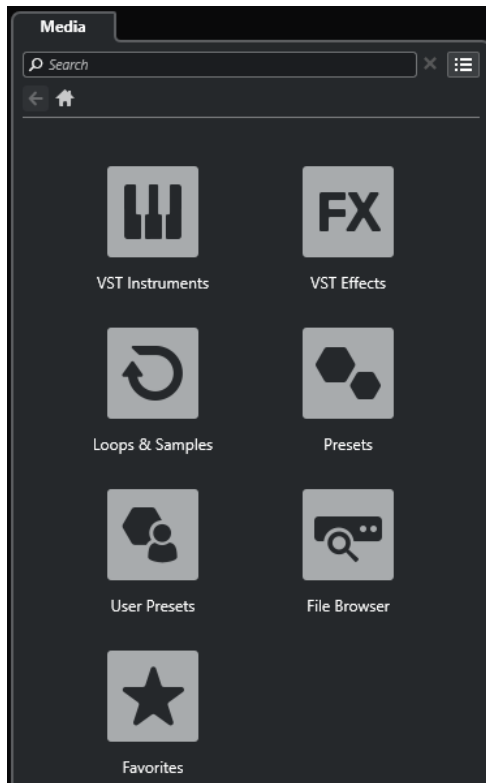 Media
Search
VST Instruments
FX
VST Effects
Loops & Samples
Presets
User Presets
File Browser
Favorites